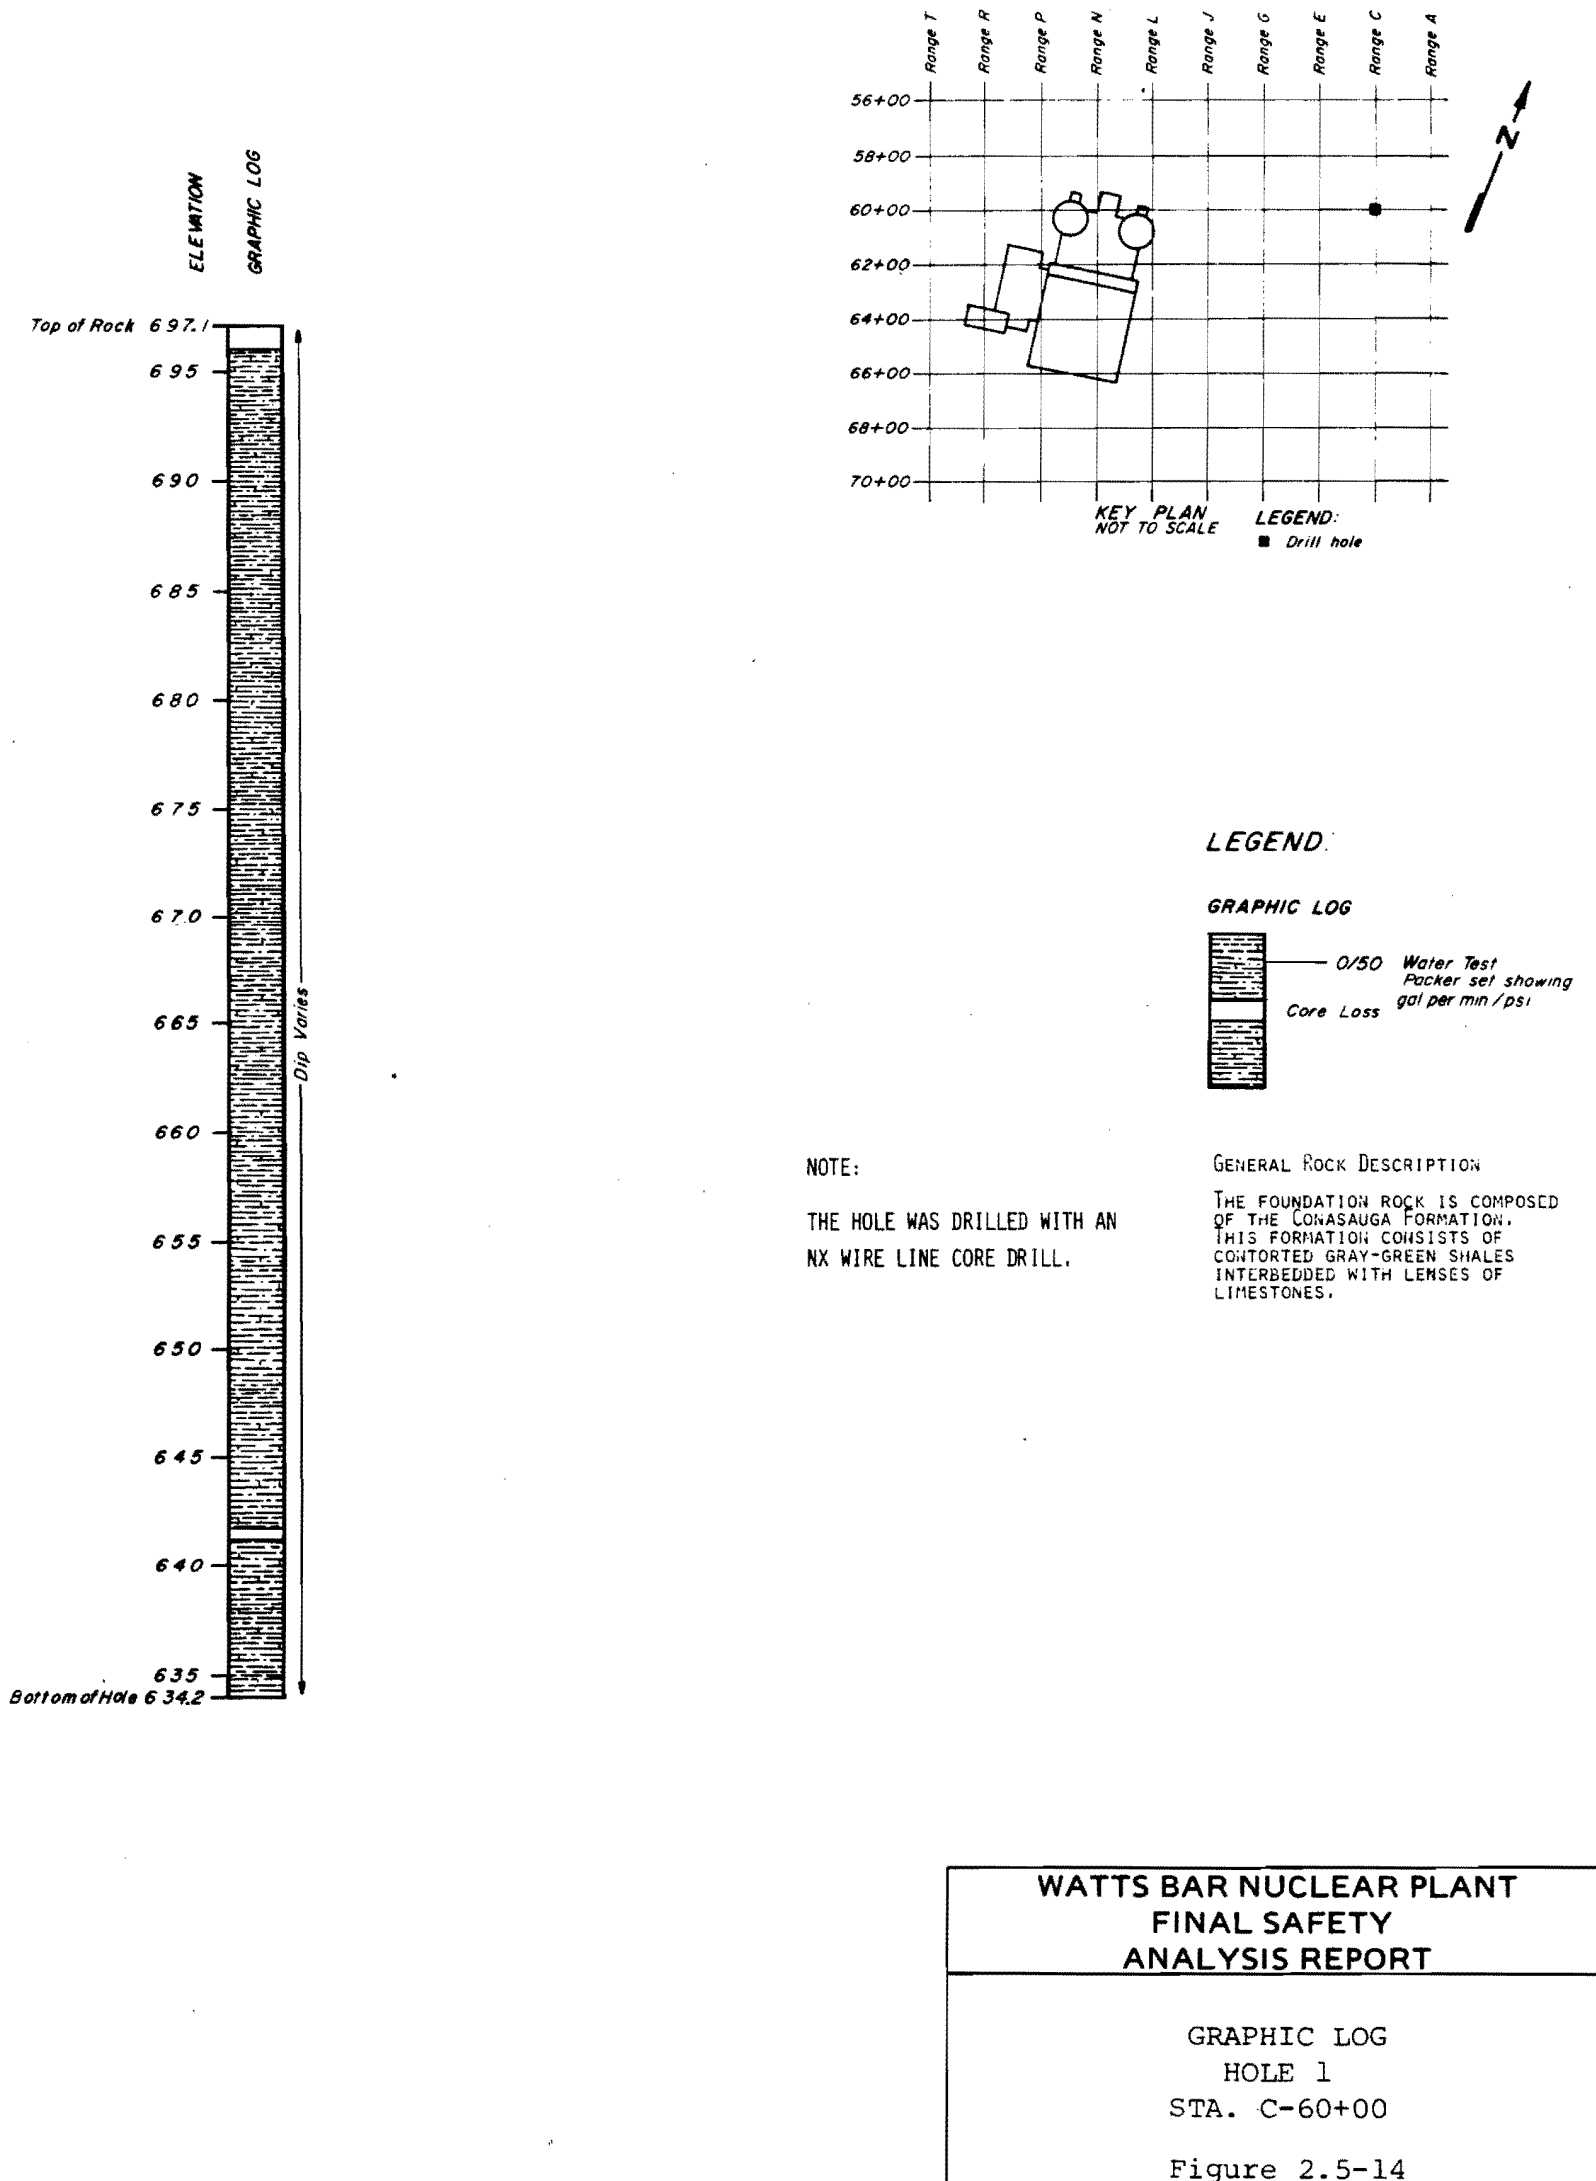 Range T
Range R
Range P
Range N
Range L
Range J
Range G
Range E
Range C
Range A
56+00
58+00
60+00
62+00
64+00
66+00
68+00
70+00
N
KEY PLAN
NOT TO SCALE
LEGEND:
Drill hole
ELEVATION
GRAPHIC LOG
Top of Rock 697.1
695
690
685
680
675
670
665
660
655
650
645
640
635
Bottom of Hole 634.2
Dip Varies
LEGEND:
GRAPHIC LOG
0/50 Water Test
Packer set showing
gal per min/psi
Core Loss
NOTE:
THE HOLE WAS DRILLED WITH AN
NX WIRE LINE CORE DRILL.
GENERAL ROCK DESCRIPTION
THE FOUNDATION ROCK IS COMPOSED
OF THE CONASAUGA FORMATION.
THIS FORMATION CONSISTS OF
CONTORTED GRAY-GREEN SHALES
INTERBEDDED WITH LENSES OF
LIMESTONES.
WATTS BAR NUCLEAR PLANT
FINAL SAFETY
ANALYSIS REPORT
GRAPHIC LOG
HOLE 1
STA. C-60+00
Figure 2.5-14